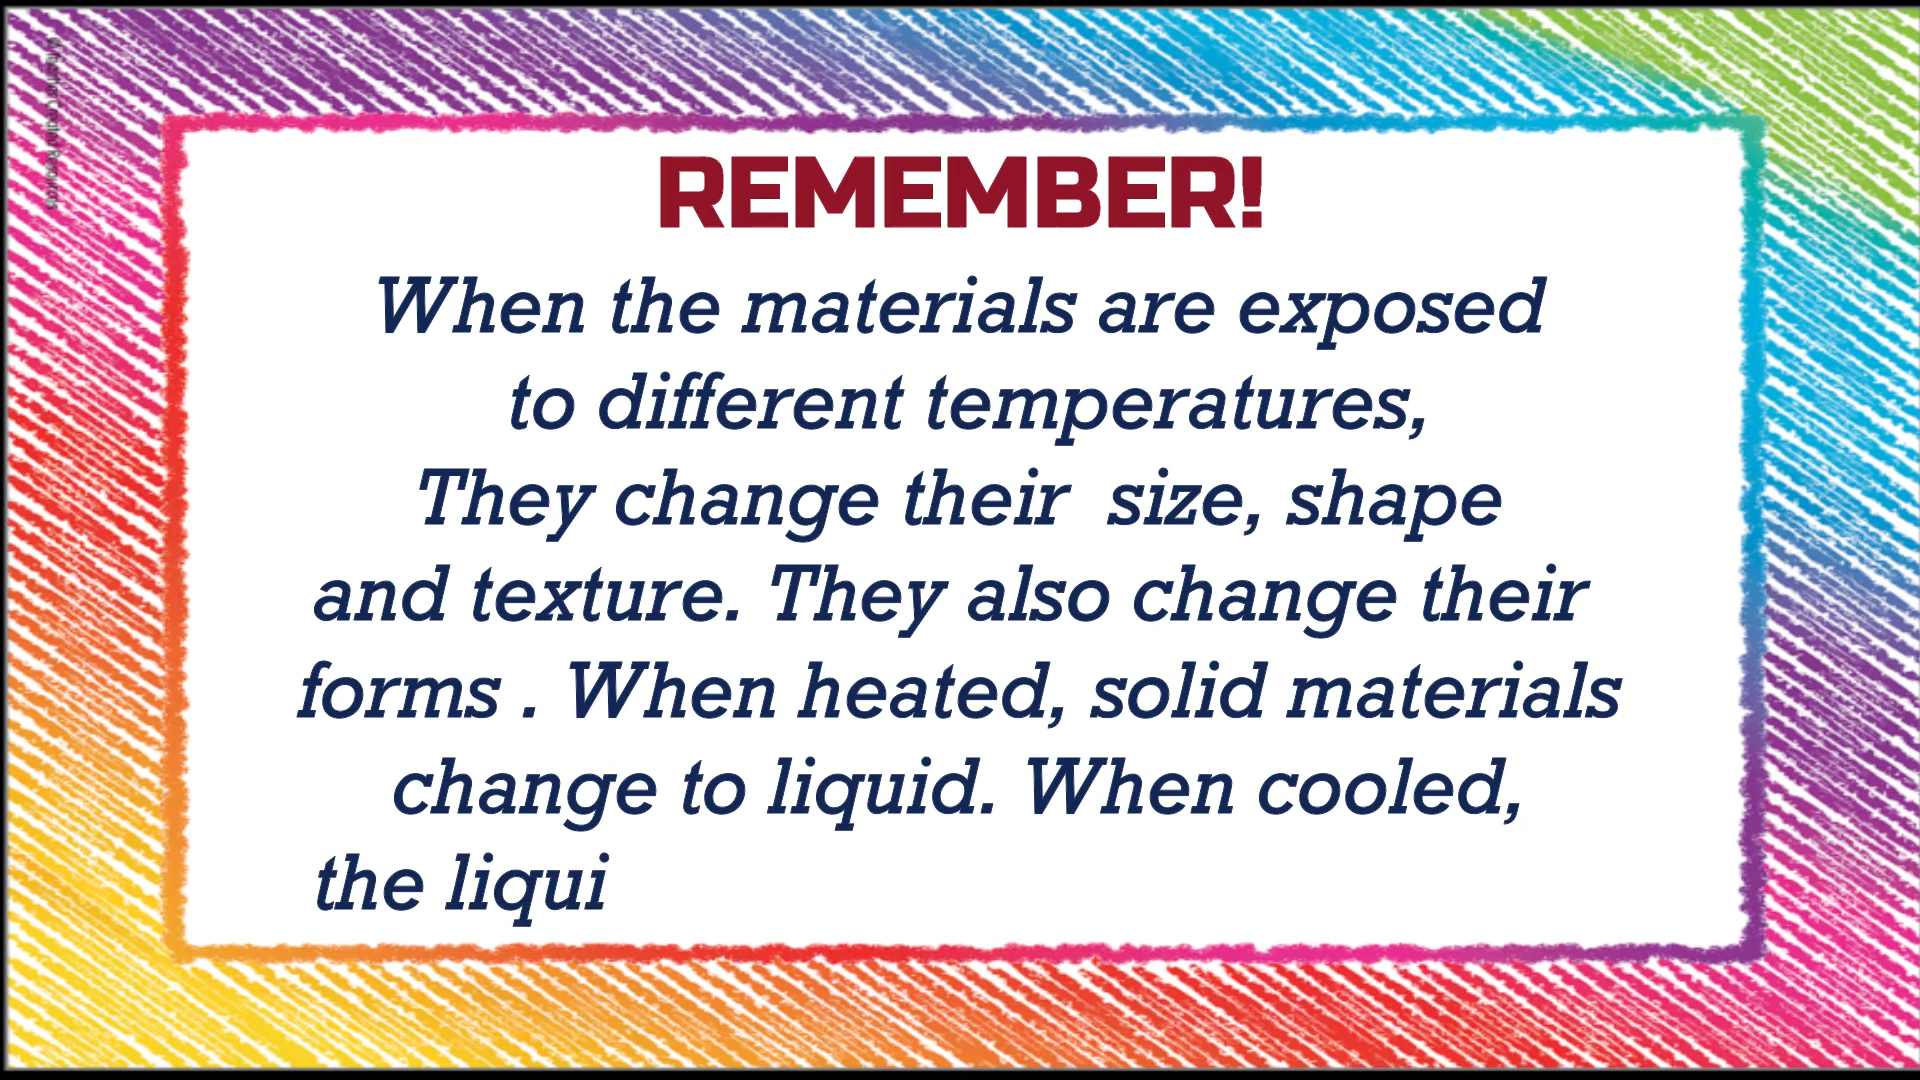 REMEMBER!
When the materials are exposed
to different temperatures,
They change their  size, shape
and texture. They also change their
forms . When heated, solid materials
change to liquid. When cooled,
the liqui